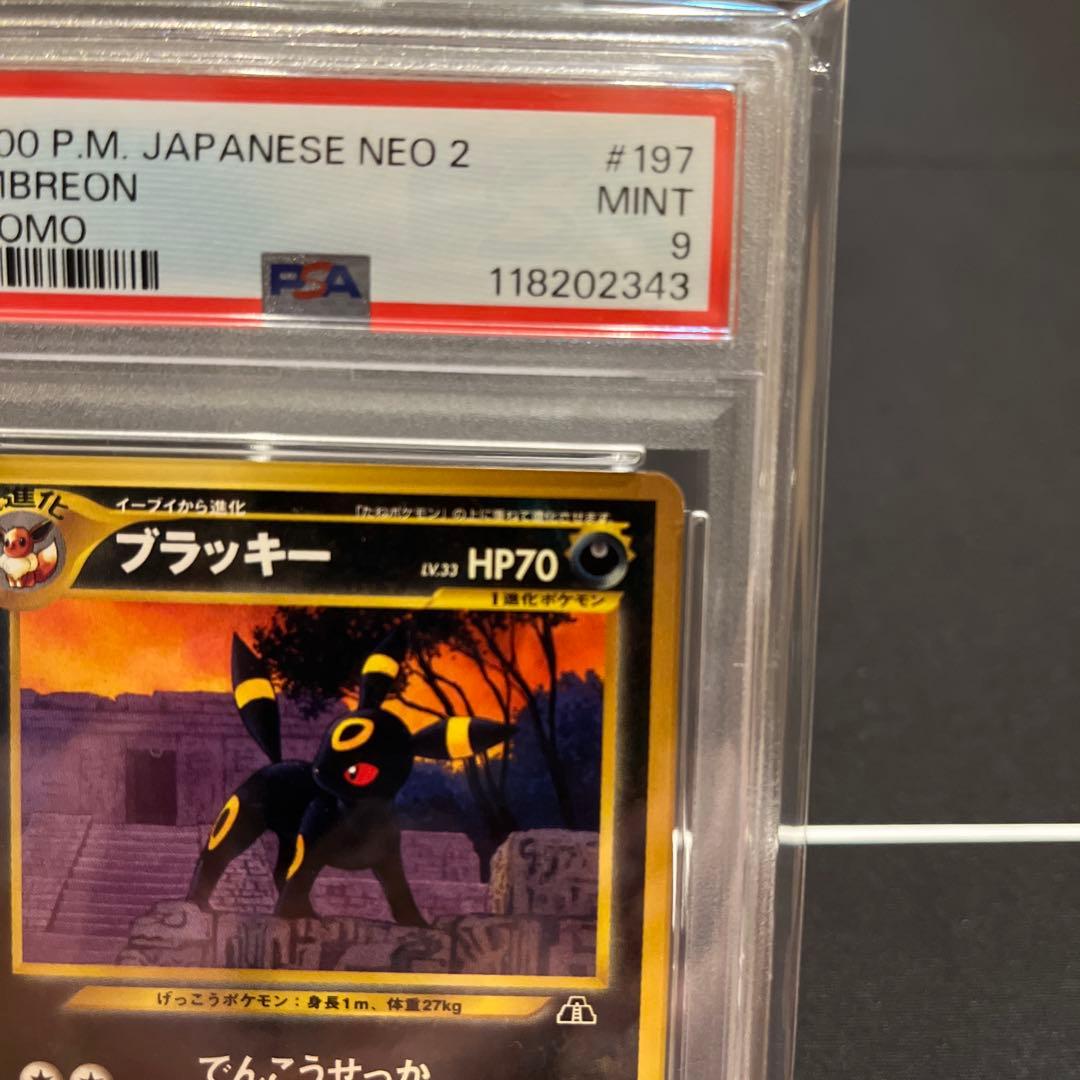 00 P.M. JAPANESE NEO 2 #197
MBREON MINT
OMO 9
PSA 118202343
進化
イーブイから進化 「たねポケモン」の上に重ねて進化させます
ブラッキー LV.33 HP70
1進化ポケモン
げっこうポケモン：身長1m、体重27kg
でんこうせっか